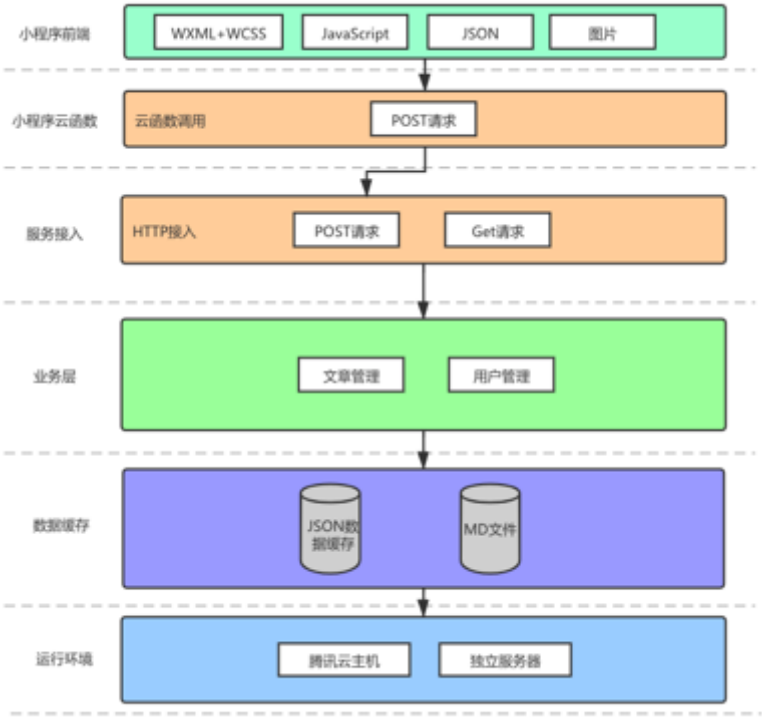 小程序前端
WXML+WCSS
JavaScript
JSON
图片
小程序云函数
云函数调用
POST请求
服务接入
HTTP接入
POST请求
Get请求
业务层
文章管理
用户管理
数据缓存
JSON数
据缓存
MD文件
运行环境
腾讯云主机
独立服务器